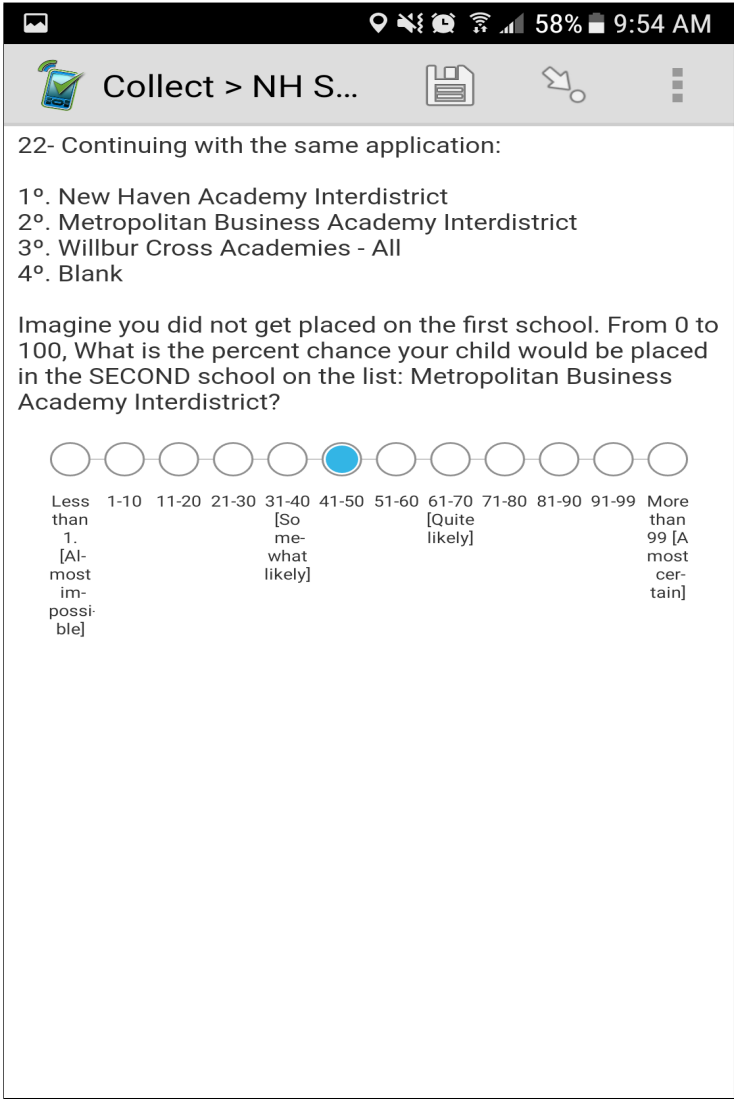 58% 9:54 AM
Collect > NH S...
22- Continuing with the same application:
1º. New Haven Academy Interdistrict
2º. Metropolitan Business Academy Interdistrict
3º. Willbur Cross Academies - All
4º. Blank
Imagine you did not get placed on the first school. From 0 to
100, What is the percent chance your child would be placed
in the SECOND school on the list: Metropolitan Business
Academy Interdistrict?
Less 1-10 11-20 21-30 31-40 41-50 51-60 61-70 71-80 81-90 91-99 More
than [So [Quite than
1. me- likely] 99 [A
[Al- what most
most likely] cer-
im- tain]
possi-
ble]